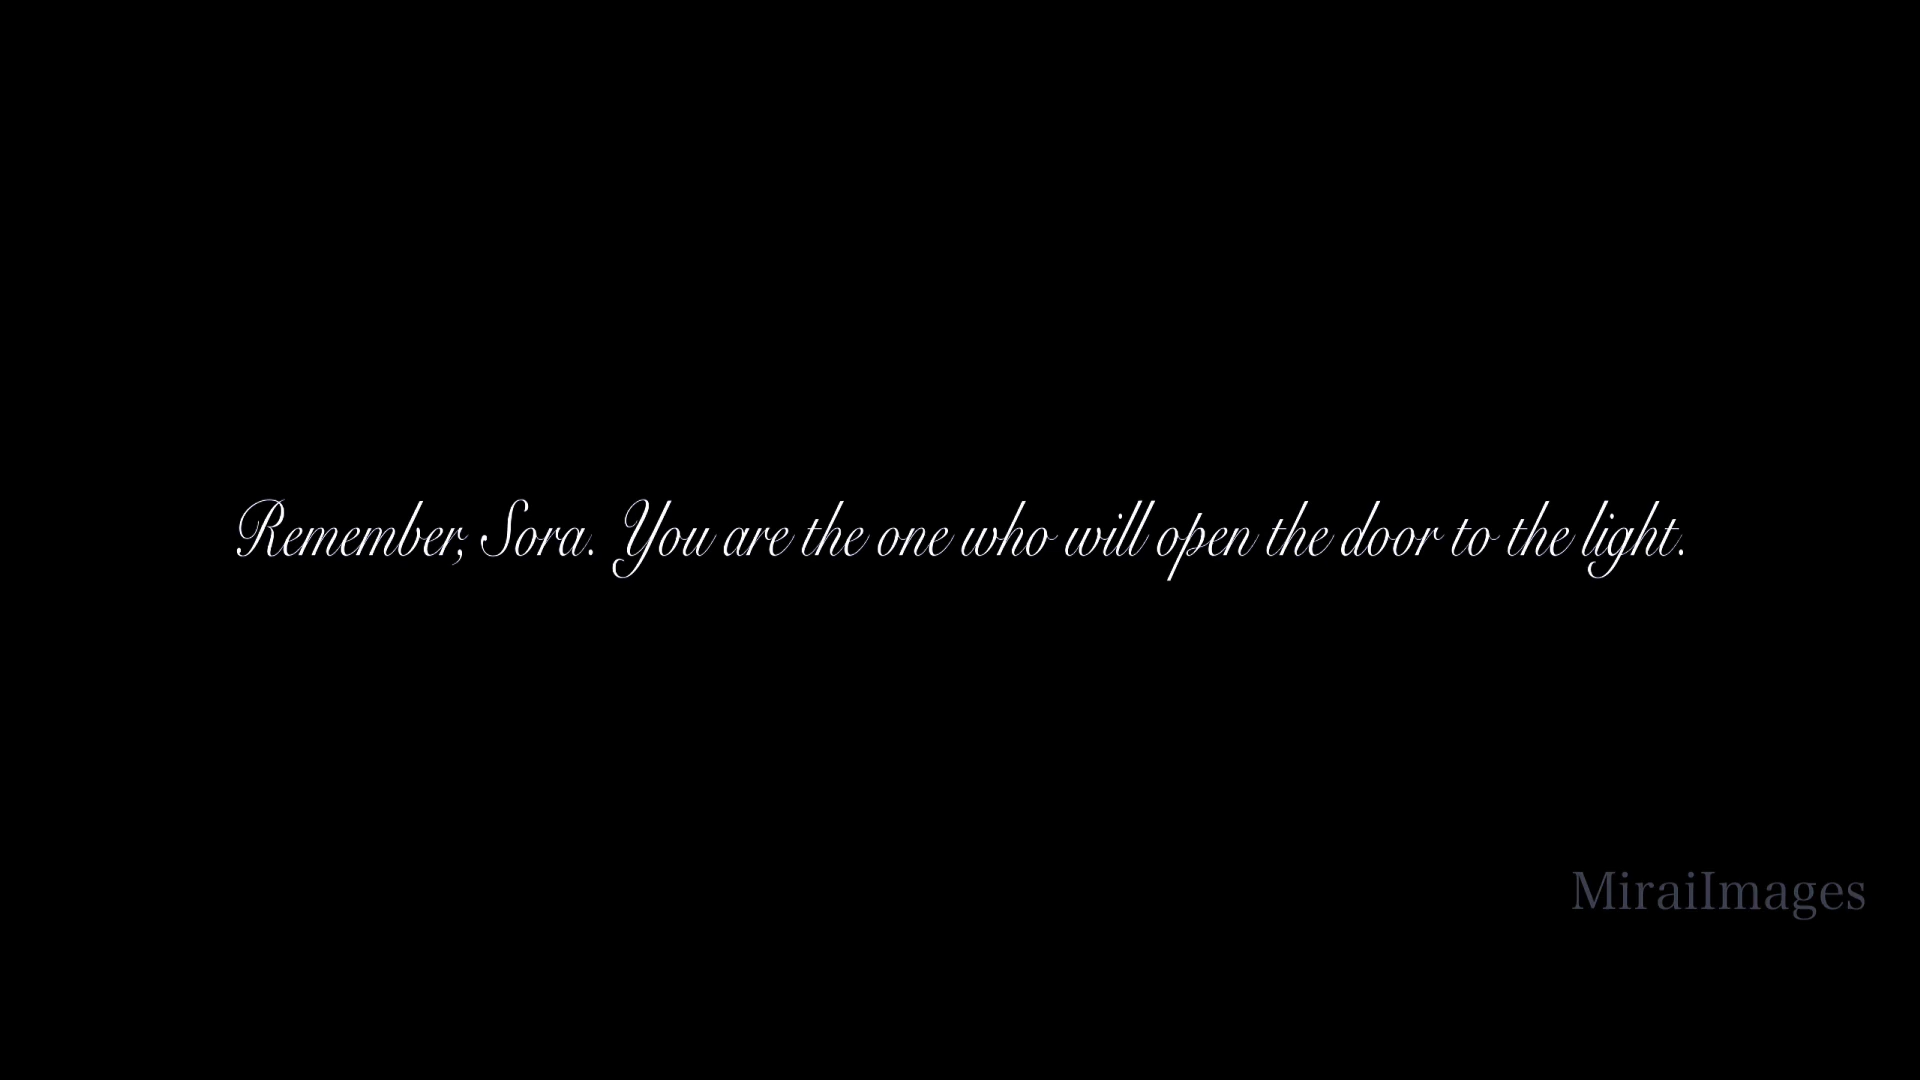 Remember, Sora. You are the one who will open the door to the light.
MiraiImages